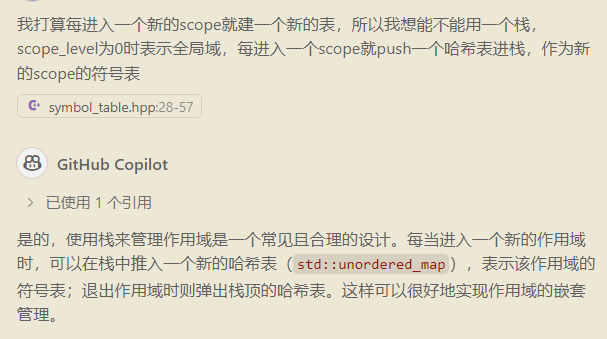 我打算每进入一个新的scope就建一个新的表，所以我想能不能用一个栈，
scope_level为0时表示全局域，每进入一个scope就push一个哈希表进栈，作为新
的scope的符号表
symbol_table.hpp:28-57
GitHub Copilot
已使用 1 个引用
是的，使用栈来管理作用域是一个常见且合理的设计。每当进入一个新的作用域
时，可以在栈中推入一个新的哈希表（std::unordered_map），表示该作用域的
符号表；退出作用域时则弹出栈顶的哈希表。这样可以很好地实现作用域的嵌套
管理。